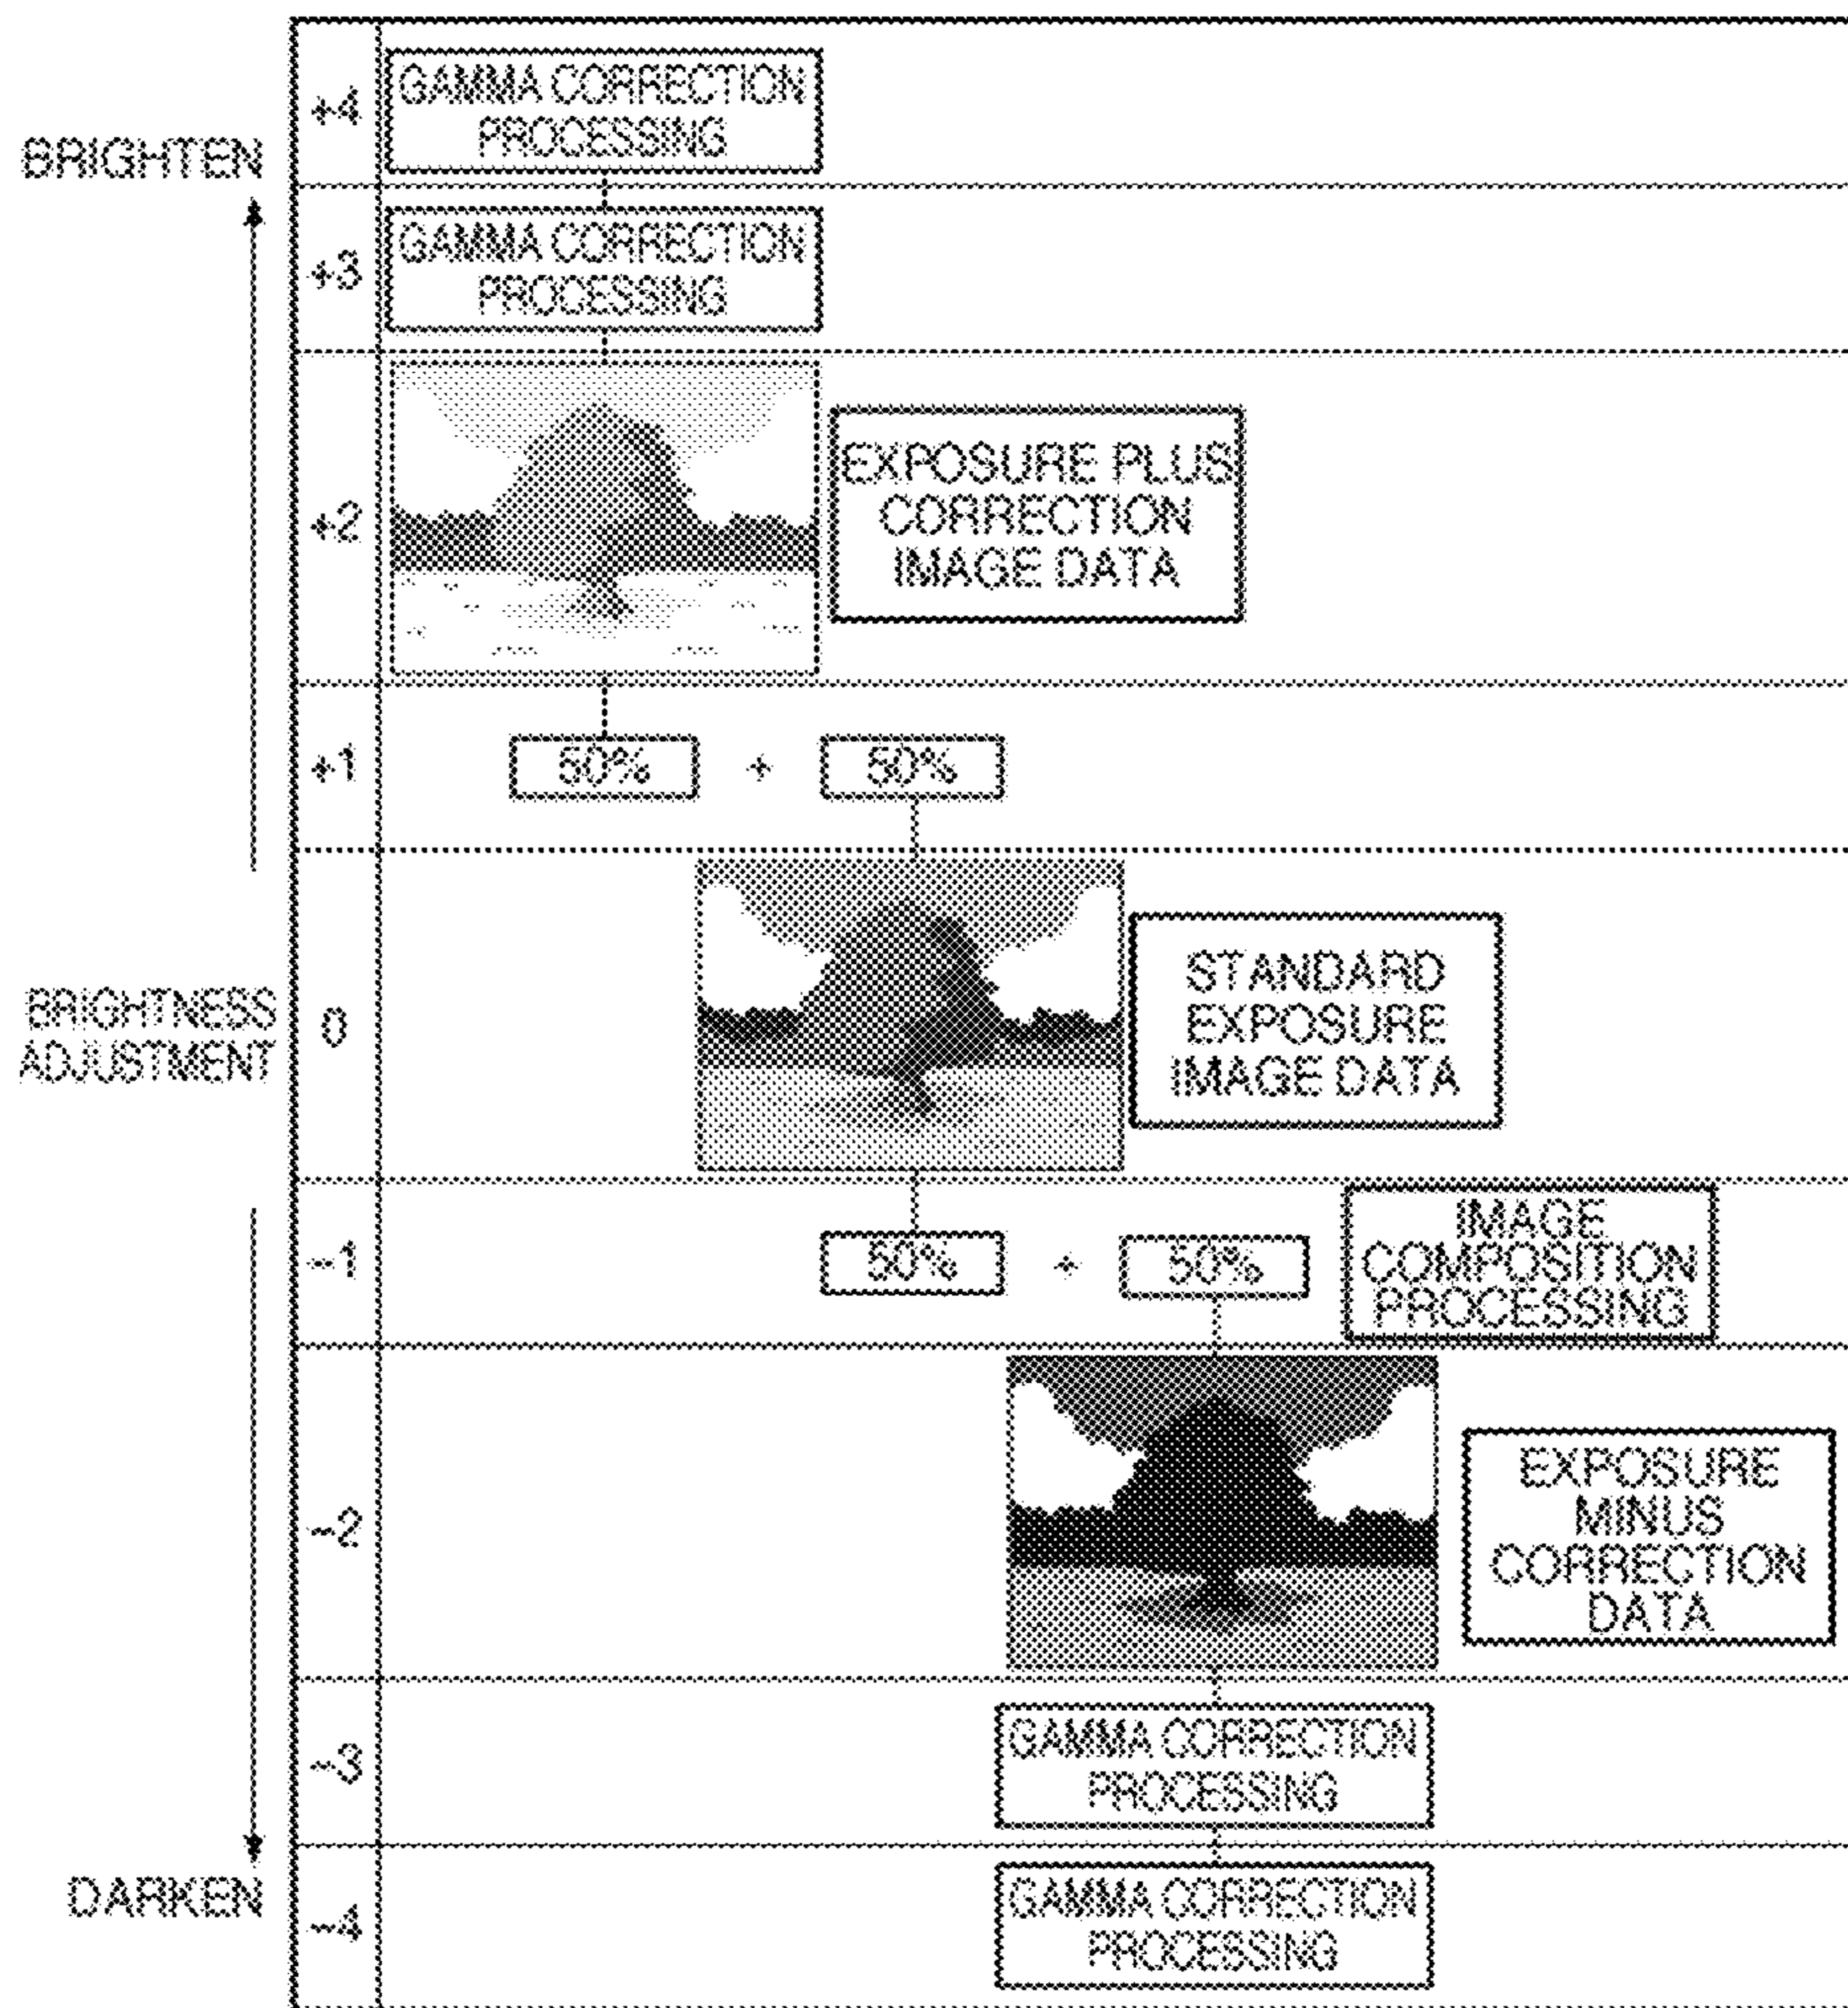 BRIGHTEN
+4
GAMMA CORRECTION
PROCESSING
+3
GAMMA CORRECTION
PROCESSING
+2
EXPOSURE PLUS
CORRECTION
IMAGE DATA
+1
50%
+
50%
BRIGHTNESS
ADJUSTMENT
0
STANDARD
EXPOSURE
IMAGE DATA
-1
50%
+
50%
IMAGE
COMPOSITION
PROCESSING
-2
EXPOSURE
MINUS
CORRECTION
DATA
-3
GAMMA CORRECTION
PROCESSING
DARKEN
-4
GAMMA CORRECTION
PROCESSING